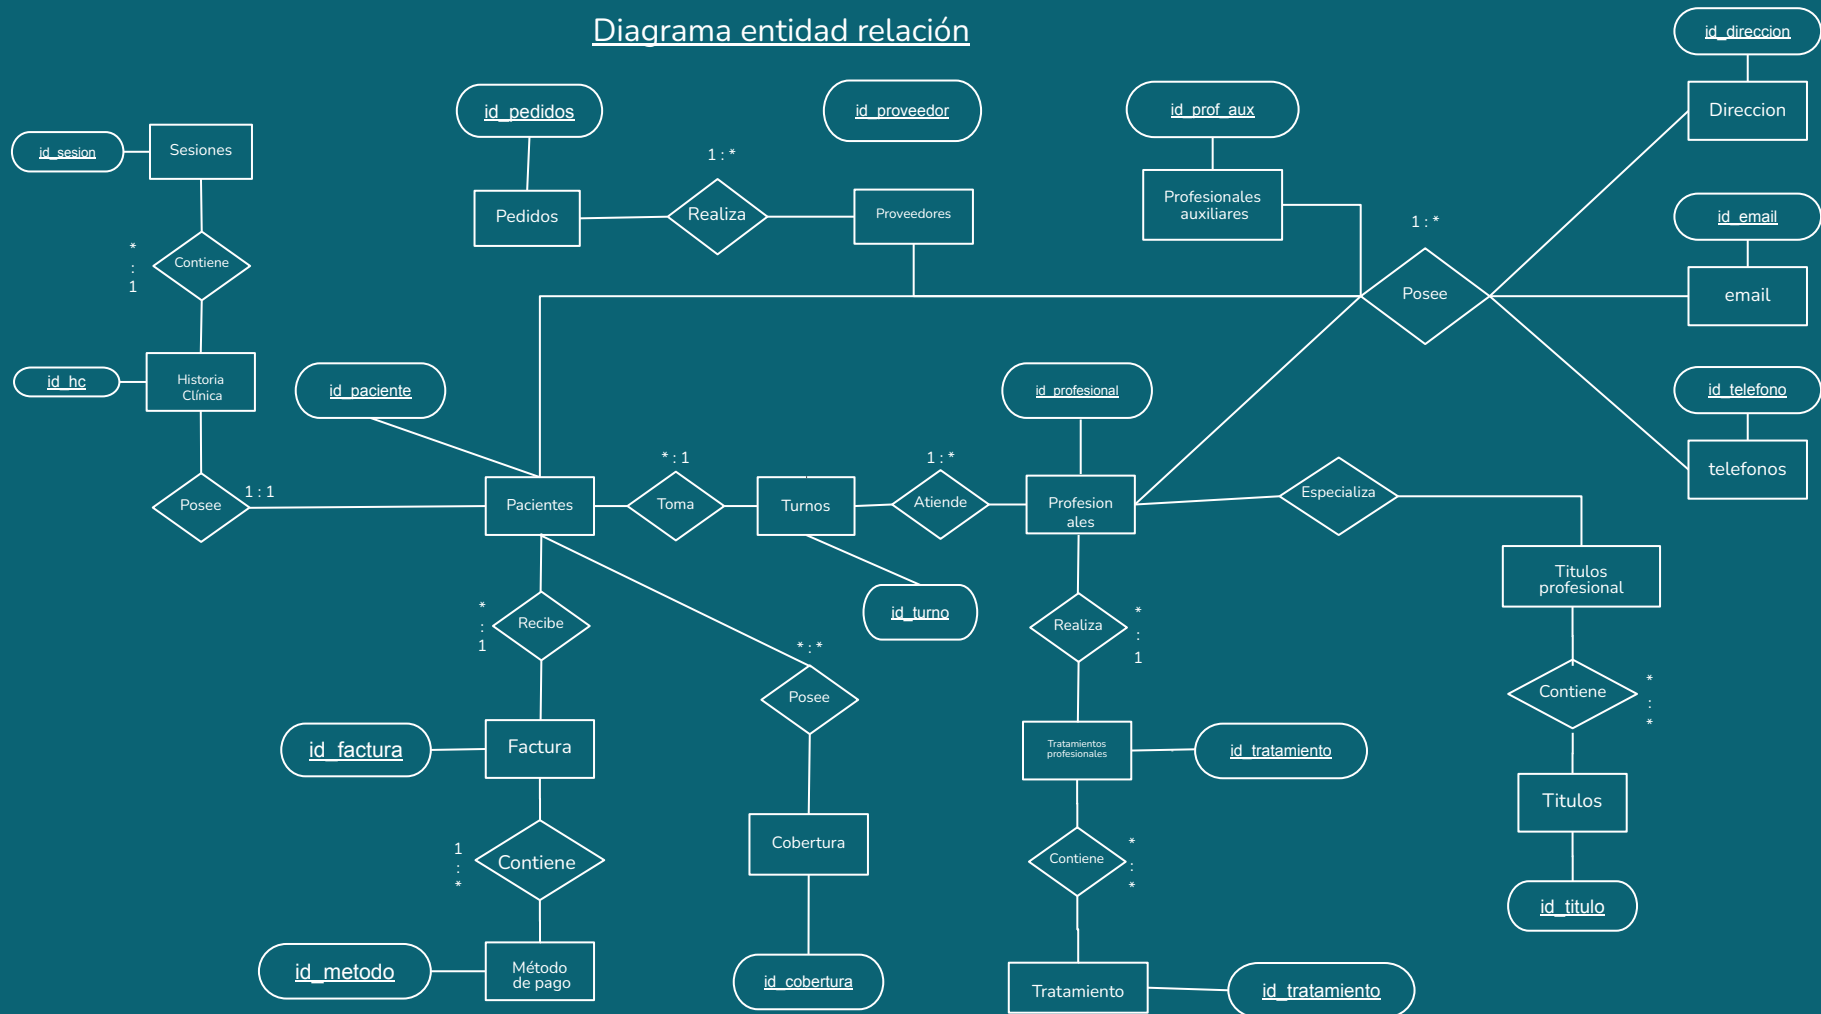 Diagrama entidad relación
id_direccion
id_pedidos
id_proveedor
id_prof_aux
Direccion
id_sesion
Sesiones
1 : *
Pedidos
Realiza
Proveedores
Profesionales
auxiliares
1 : *
id_email
*
:
1
Contiene
Posee
email
id_hc
Historia
Clínica
id_paciente
id_profesional
id_telefono
* : 1
1 : *
telefonos
1 : 1
Posee
Pacientes
Toma
Turnos
Atiende
Profesion
ales
Especializa
Titulos
profesional
id_turno
*
:
1
Recibe
Realiza
*
:
1
* : *
Posee
Contiene
*
:
*
id_factura
Factura
Tratamientos
profesionales
id_tratamiento
Titulos
Cobertura
1
:
*
Contiene
Contiene
*
:
*
id_titulo
id_metodo
Método
de pago
id_cobertura
Tratamiento
id_tratamiento